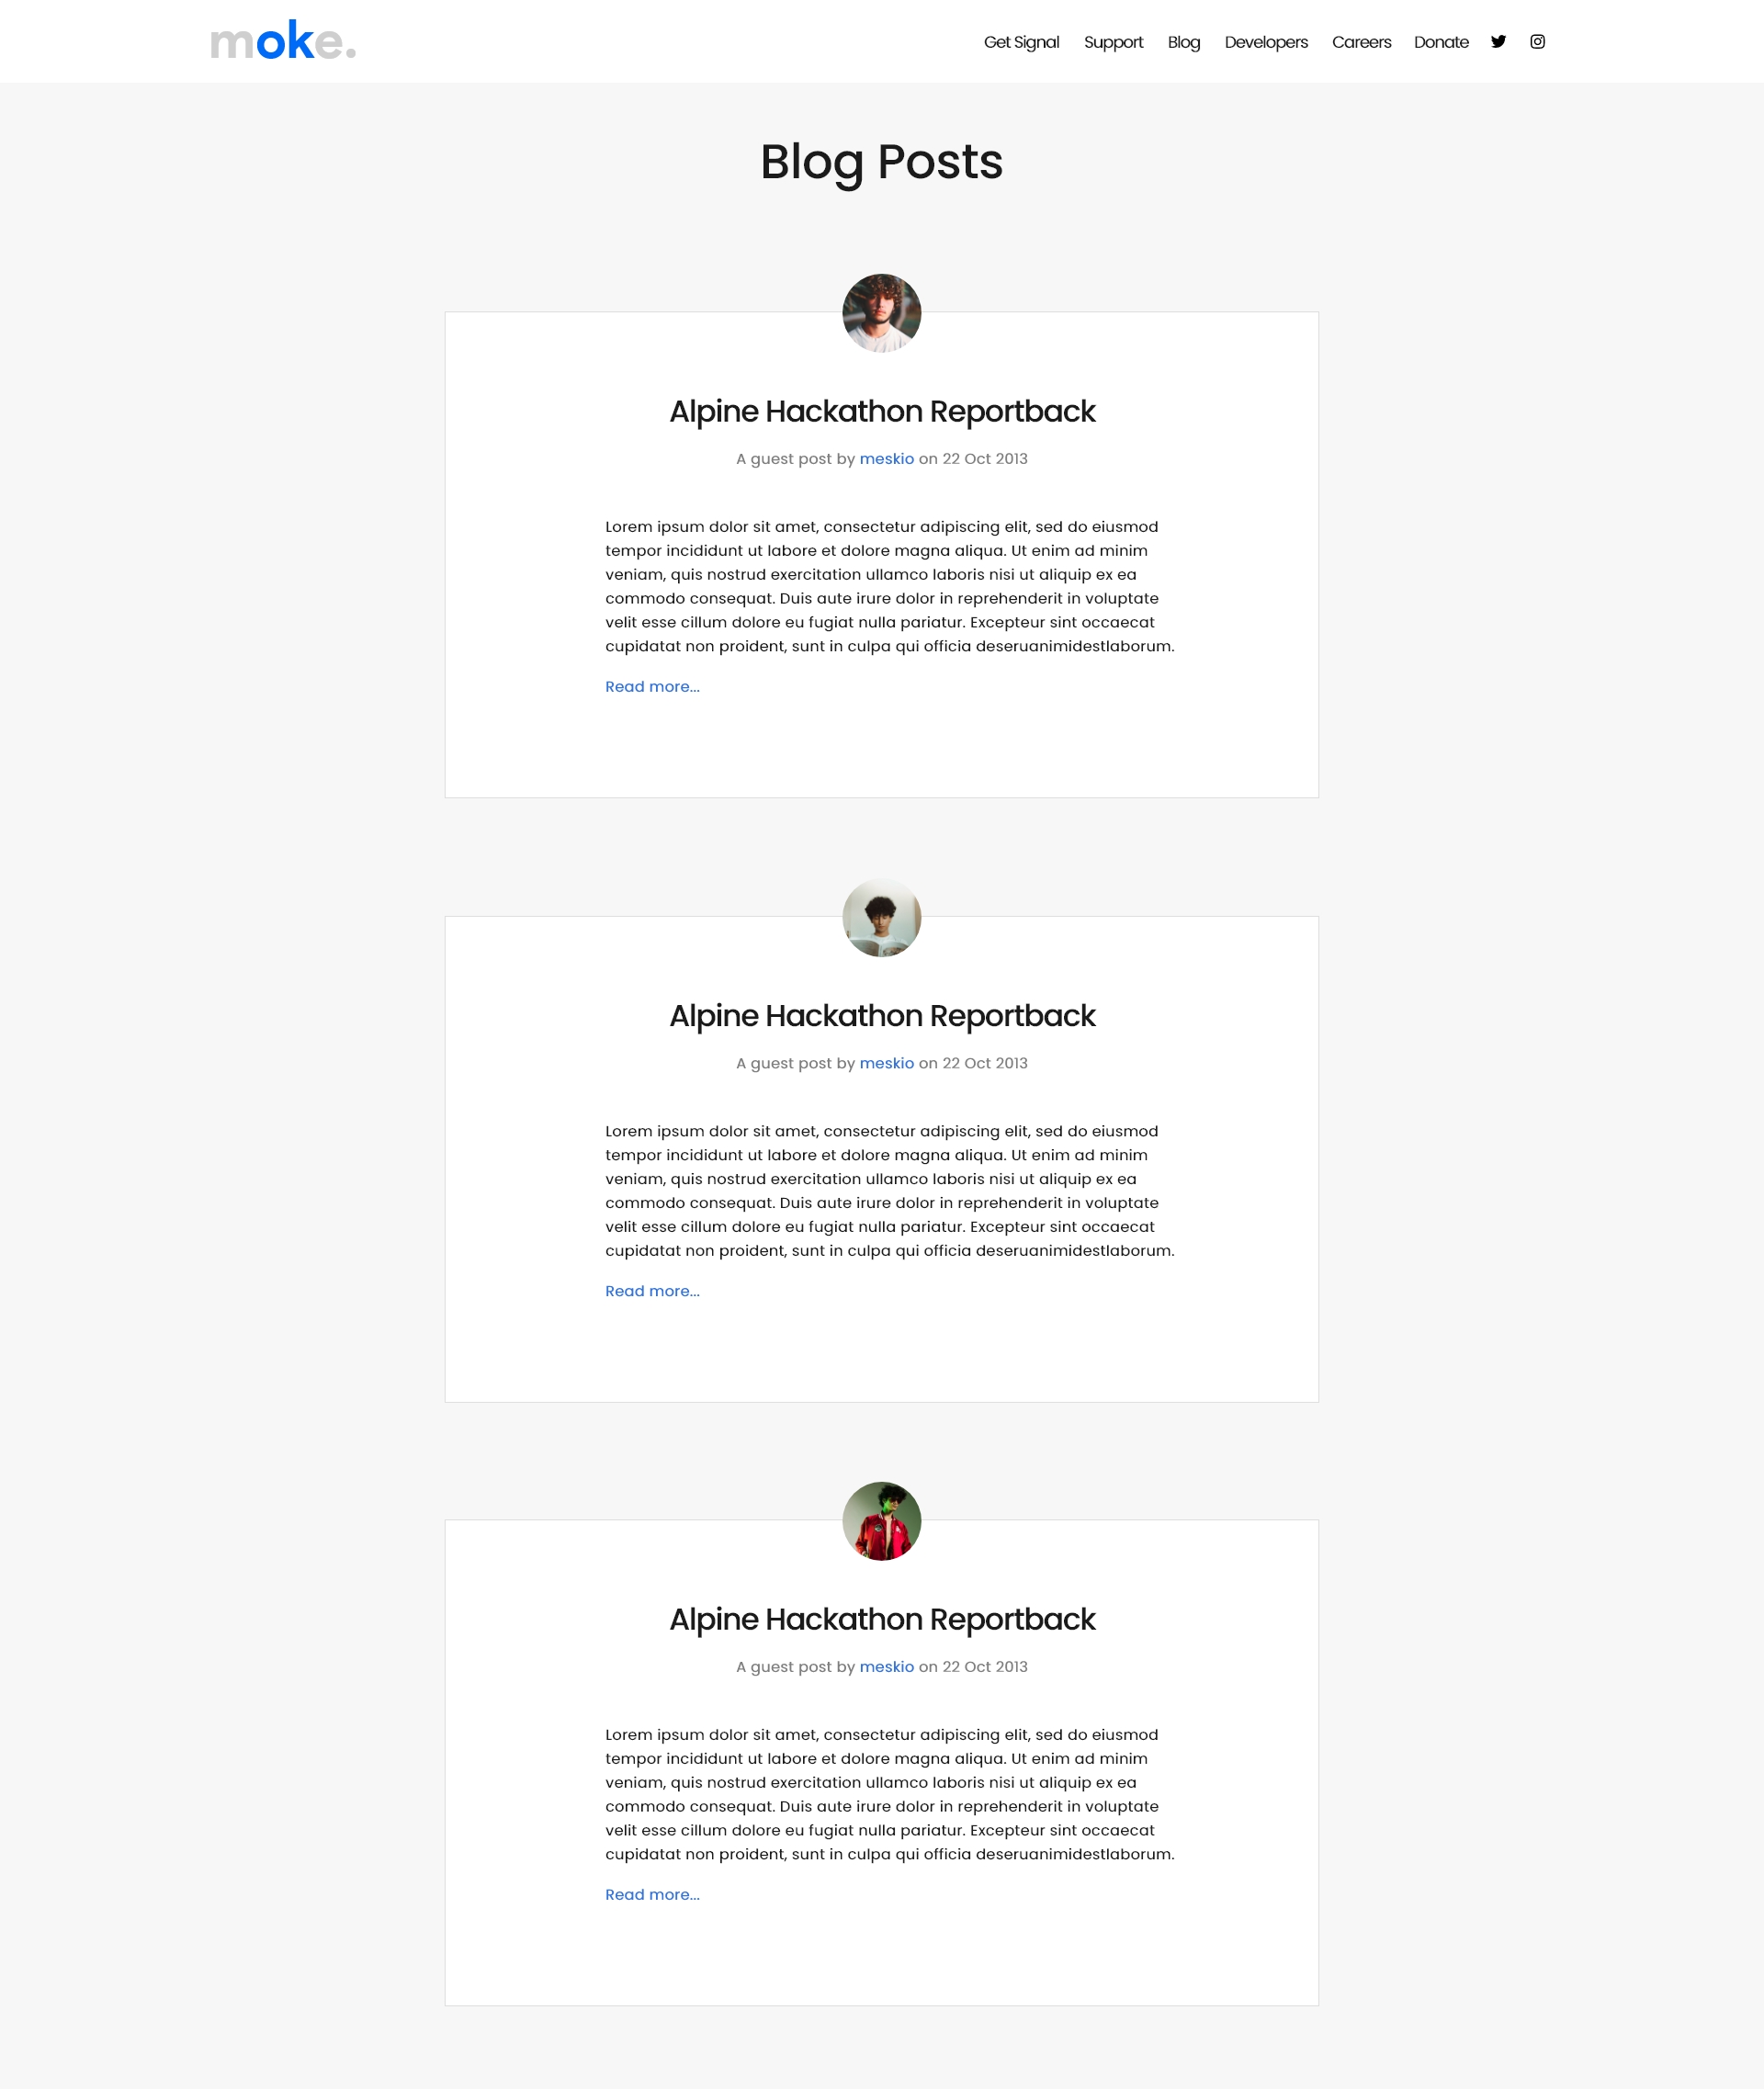 moke.
Get Signal Support Blog Developers Careers Donate
Blog Posts
Alpine Hackathon Reportback
A guest post by meskio on 22 Oct 2013
Lorem ipsum dolor sit amet, consectetur adipiscing elit, sed do eiusmod
tempor incididunt ut labore et dolore magna aliqua. Ut enim ad minim
veniam, quis nostrud exercitation ullamco laboris nisi ut aliquip ex ea
commodo consequat. Duis aute irure dolor in reprehenderit in voluptate
velit esse cillum dolore eu fugiat nulla pariatur. Excepteur sint occaecat
cupidatat non proident, sunt in culpa qui officia deseruanimidestlaborum.
Read more...
Alpine Hackathon Reportback
A guest post by meskio on 22 Oct 2013
Lorem ipsum dolor sit amet, consectetur adipiscing elit, sed do eiusmod
tempor incididunt ut labore et dolore magna aliqua. Ut enim ad minim
veniam, quis nostrud exercitation ullamco laboris nisi ut aliquip ex ea
commodo consequat. Duis aute irure dolor in reprehenderit in voluptate
velit esse cillum dolore eu fugiat nulla pariatur. Excepteur sint occaecat
cupidatat non proident, sunt in culpa qui officia deseruanimidestlaborum.
Read more...
Alpine Hackathon Reportback
A guest post by meskio on 22 Oct 2013
Lorem ipsum dolor sit amet, consectetur adipiscing elit, sed do eiusmod
tempor incididunt ut labore et dolore magna aliqua. Ut enim ad minim
veniam, quis nostrud exercitation ullamco laboris nisi ut aliquip ex ea
commodo consequat. Duis aute irure dolor in reprehenderit in voluptate
velit esse cillum dolore eu fugiat nulla pariatur. Excepteur sint occaecat
cupidatat non proident, sunt in culpa qui officia deseruanimidestlaborum.
Read more...